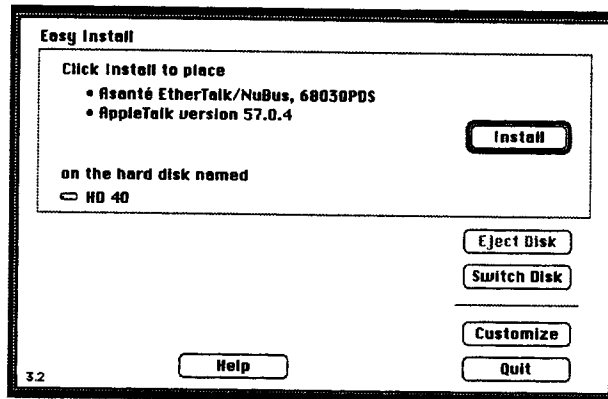 Easy Install
Click Install to place
• Asanté EtherTalk/NuBus, 68030PDS
• AppleTalk version 57.0.4
Install
on the hard disk named
HD 40
Eject Disk
Switch Disk
Customize
Help
Quit
3.2